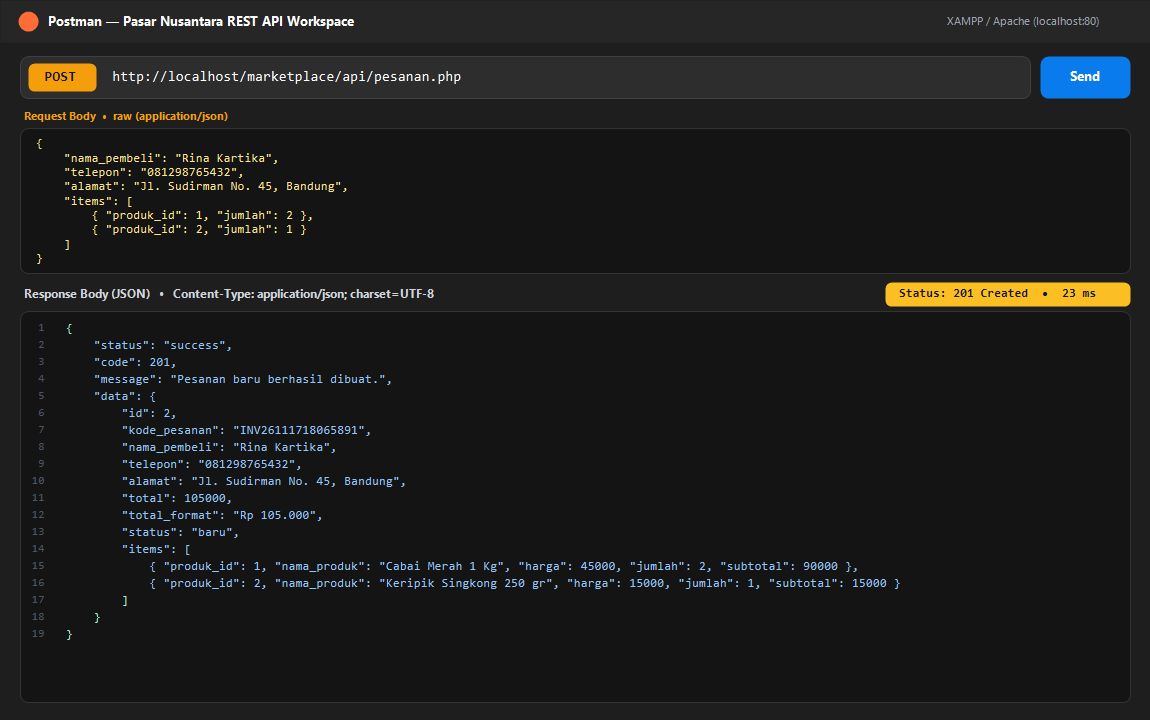 Postman — Pasar Nusantara REST API Workspace
XAMPP / Apache (localhost:80)
POST
http://localhost/marketplace/api/pesanan.php
Send
Request Body • raw (application/json)
{
    "nama_pembeli": "Rina Kartika",
    "telepon": "081298765432",
    "alamat": "Jl. Sudirman No. 45, Bandung",
    "items": [
        { "produk_id": 1, "jumlah": 2 },
        { "produk_id": 2, "jumlah": 1 }
    ]
}
Response Body (JSON) • Content-Type: application/json; charset=UTF-8
Status: 201 Created • 23 ms
1 {
2     "status": "success",
3     "code": 201,
4     "message": "Pesanan baru berhasil dibuat.",
5     "data": {
6         "id": 2,
7         "kode_pesanan": "INV26111718065891",
8         "nama_pembeli": "Rina Kartika",
9         "telepon": "081298765432",
10         "alamat": "Jl. Sudirman No. 45, Bandung",
11         "total": 105000,
12         "total_format": "Rp 105.000",
13         "status": "baru",
14         "items": [
15             { "produk_id": 1, "nama_produk": "Cabai Merah 1 Kg", "harga": 45000, "jumlah": 2, "subtotal": 90000 },
16             { "produk_id": 2, "nama_produk": "Keripik Singkong 250 gr", "harga": 15000, "jumlah": 1, "subtotal": 15000 }
17         ]
18     }
19 }